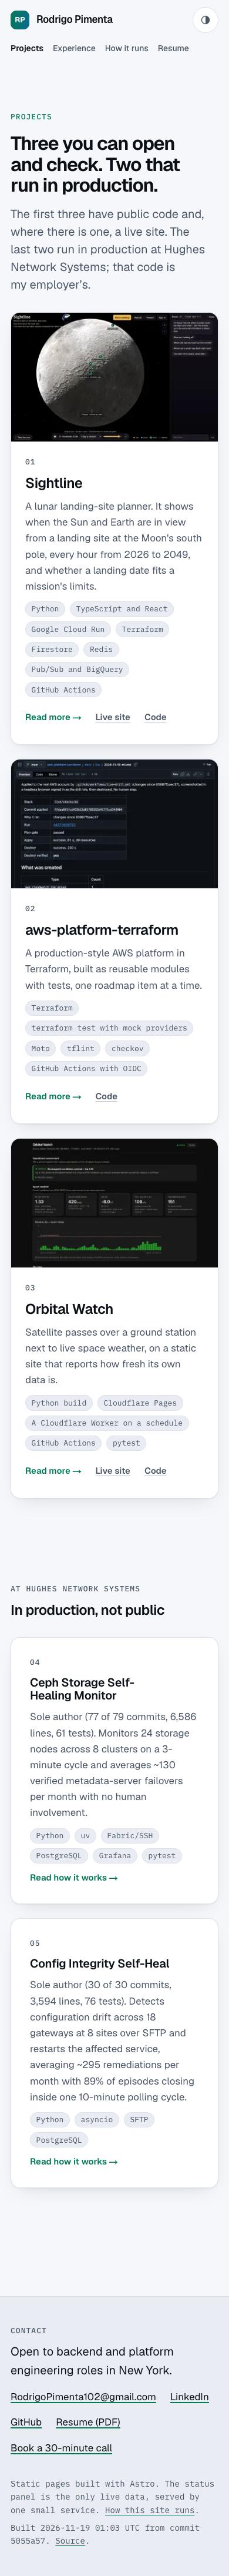 RP Rodrigo Pimenta
Projects Experience How it runs Resume
PROJECTS
Three you can open
and check. Two that
run in production.
The first three have public code and,
where there is one, a live site. The
last two run in production at Hughes
Network Systems; that code is
my employer's.
01
Sightline
A lunar landing-site planner. It shows
when the Sun and Earth are in view
from a landing site at the Moon's south
pole, every hour from 2026 to 2049,
and whether a landing date fits a
mission's limits.
Python TypeScript and React
Google Cloud Run Terraform
Firestore Redis
Pub/Sub and BigQuery
GitHub Actions
Read more → Live site Code
What was created
02
aws-platform-terraform
A production-style AWS platform in
Terraform, built as reusable modules
with tests, one roadmap item at a time.
Terraform
terraform test with mock providers
Moto tflint checkov
GitHub Actions with OIDC
Read more → Code
Orbital Watch
03
Orbital Watch
Satellite passes over a ground station
next to live space weather, on a static
site that reports how fresh its own
data is.
Python build Cloudflare Pages
A Cloudflare Worker on a schedule
GitHub Actions pytest
Read more → Live site Code
AT HUGHES NETWORK SYSTEMS
In production, not public
04
Ceph Storage Self-
Healing Monitor
Sole author (77 of 79 commits, 6,586
lines, 61 tests). Monitors 24 storage
nodes across 8 clusters on a 3-
minute cycle and averages ~130
verified metadata-server failovers
per month with no human
involvement.
Python uv Fabric/SSH
PostgreSQL Grafana pytest
Read how it works →
05
Config Integrity Self-Heal
Sole author (30 of 30 commits,
3,594 lines, 76 tests). Detects
configuration drift across 18
gateways at 8 sites over SFTP and
restarts the affected service,
averaging ~295 remediations per
month with 89% of episodes closing
inside one 10-minute polling cycle.
Python asyncio SFTP
PostgreSQL
Read how it works →
CONTACT
Open to backend and platform
engineering roles in New York.
RodrigoPimenta102@gmail.com LinkedIn
GitHub Resume (PDF)
Book a 30-minute call
Static pages built with Astro. The status
panel is the only live data, served by
one small service. How this site runs.
Built 2026-11-19 01:03 UTC from commit
5055a57. Source.